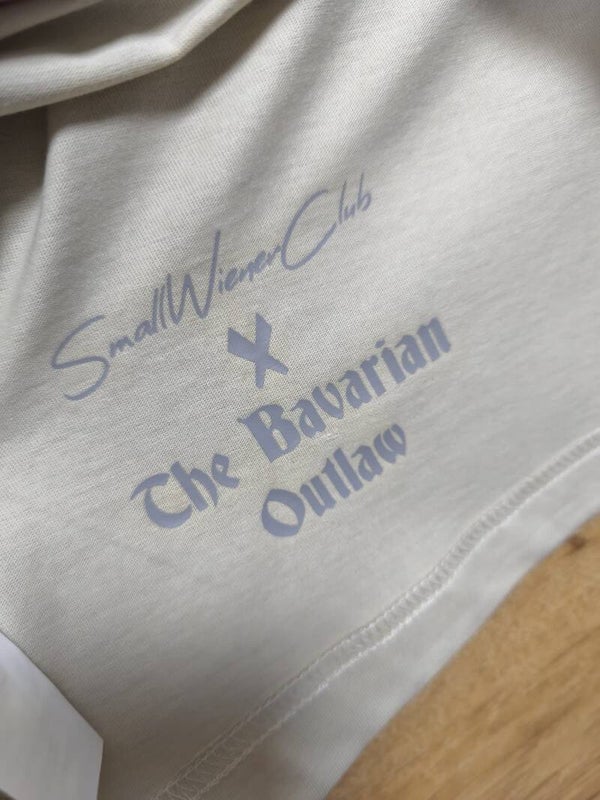 SmallWienerClub
X
The Bavarian
Outlaw